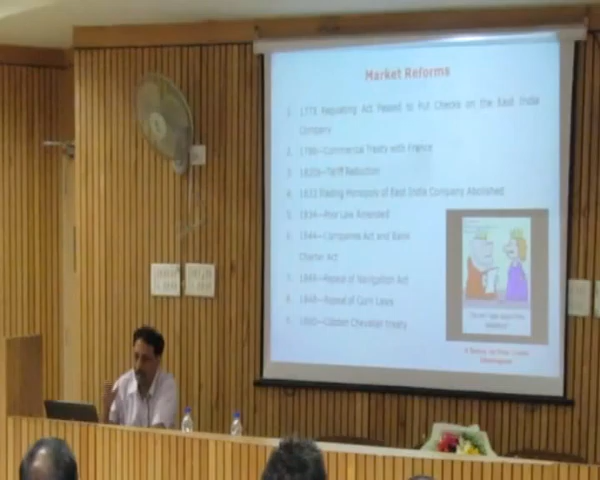 Market Reforms
1. 1773 Regulating Act Passed to Put Checks on the East India
Company
2. 1786—Commercial Treaty with France
3. 1820s—Tariff Reduction
4. 1833 Trading Monopoly of East India Company Abolished
5. 1834—Poor Law Amended
6. 1844—Companies Act and Bank
Charter Act
7. 1849—Repeal of Navigation Act
8. 1846—Repeal of Corn Laws
9. 1860—Cobden Chevalier Treaty